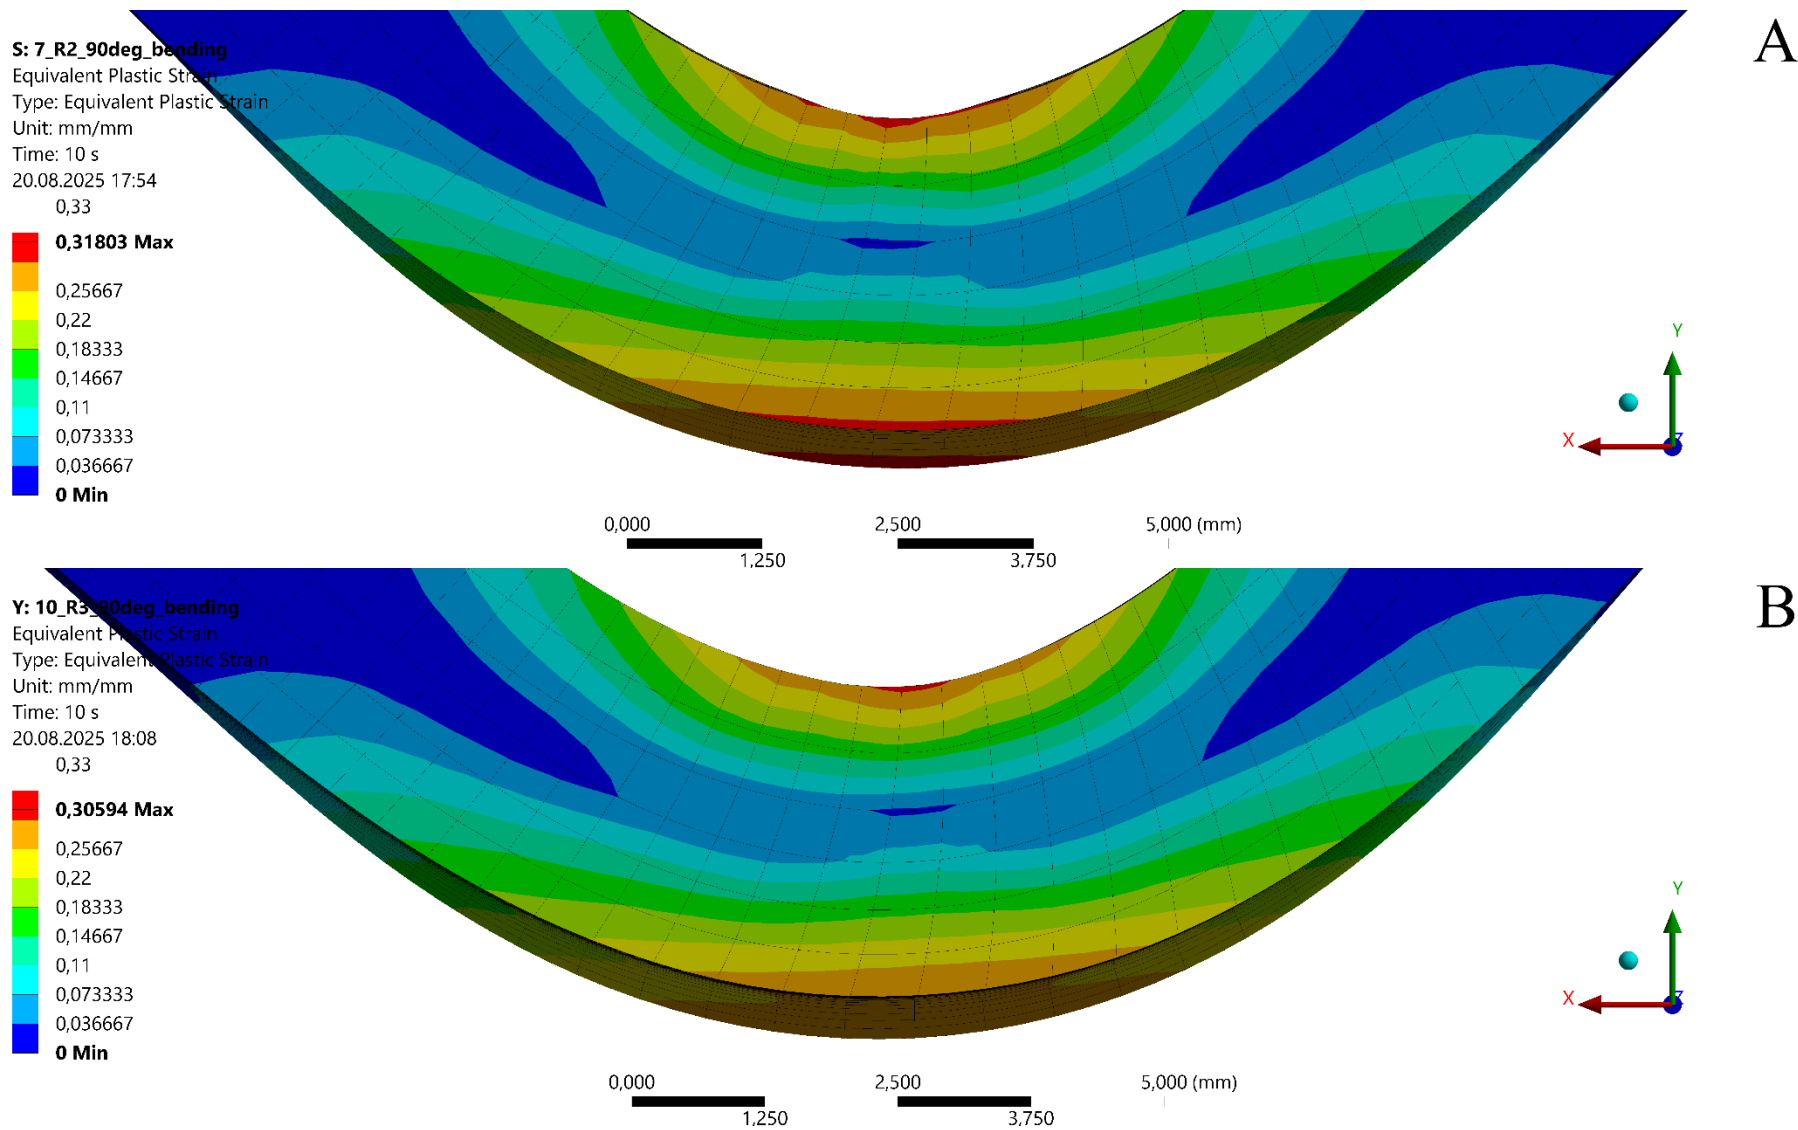 A
S: 7_R2_90deg_bending
Equivalent Plastic Strain
Type: Equivalent Plastic Strain
Unit: mm/mm
Time: 10 s
20.08.2025 17:54
0,33
0,31803 Max
0,25667
0,22
0,18333
0,14667
0,11
0,073333
0,036667
0 Min
Y
X
Z
0,000 2,500 5,000 (mm)
1,250 3,750
B
Y: 10_R3_90deg_bending
Equivalent Plastic Strain
Type: Equivalent Plastic Strain
Unit: mm/mm
Time: 10 s
20.08.2025 18:08
0,33
0,30594 Max
0,25667
0,22
0,18333
0,14667
0,11
0,073333
0,036667
0 Min
Y
X
Z
0,000 2,500 5,000 (mm)
1,250 3,750